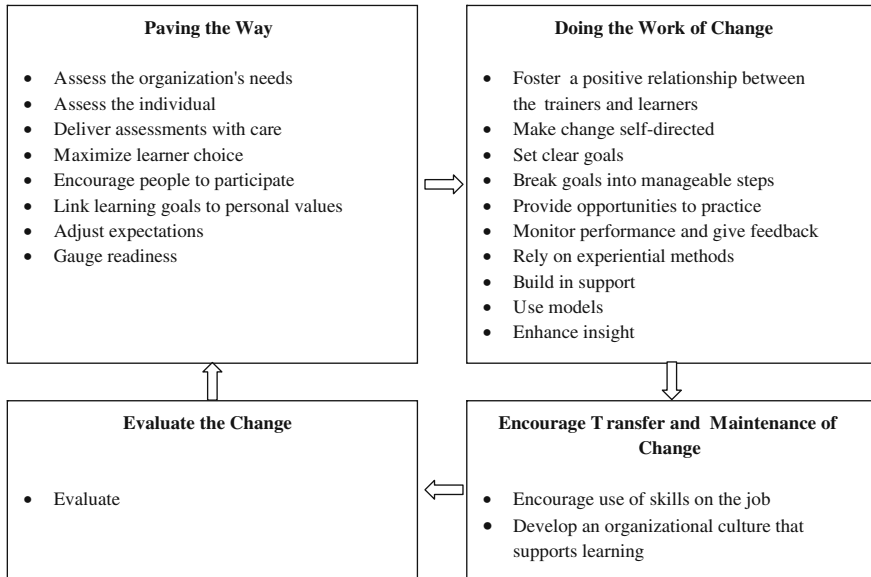 Paving the Way
• Assess the organization's needs
• Assess the individual
• Deliver assessments with care
• Maximize learner choice
• Encourage people to participate
• Link learning goals to personal values
• Adjust expectations
• Gauge readiness
Doing the Work of Change
• Foster a positive relationship between
the trainers and learners
• Make change self-directed
• Set clear goals
• Break goals into manageable steps
• Provide opportunities to practice
• Monitor performance and give feedback
• Rely on experiential methods
• Build in support
• Use models
• Enhance insight
Evaluate the Change
• Evaluate
Encourage Transfer and Maintenance of
Change
• Encourage use of skills on the job
• Develop an organizational culture that
supports learning